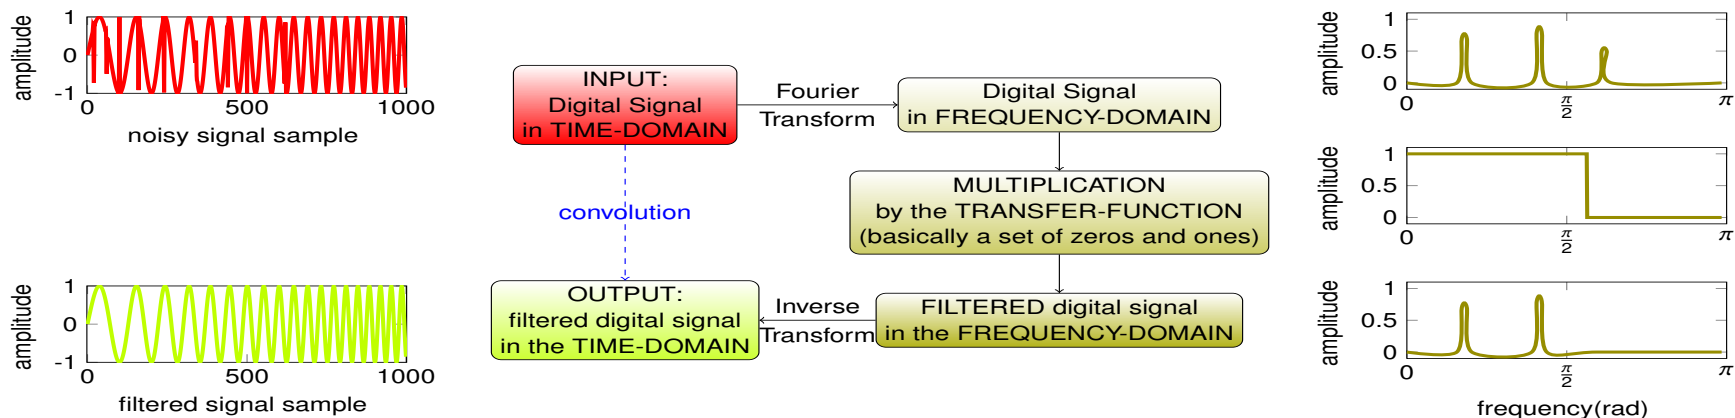 amplitude
1
0
-1
0
500
1000
noisy signal sample
amplitude
1
0
-1
0
500
1000
filtered signal sample
INPUT:
Digital Signal
in TIME-DOMAIN
Fourier
Transform
Digital Signal
in FREQUENCY-DOMAIN
MULTIPLICATION
by the TRANSFER-FUNCTION
(basically a set of zeros and ones)
convolution
OUTPUT:
filtered digital signal
in the TIME-DOMAIN
Inverse
Transform
FILTERED digital signal
in the FREQUENCY-DOMAIN
amplitude
1
0.5
0
0
π/2
π
amplitude
1
0.5
0
0
π/2
π
amplitude
1
0.5
0
0
π/2
π
frequency(rad)